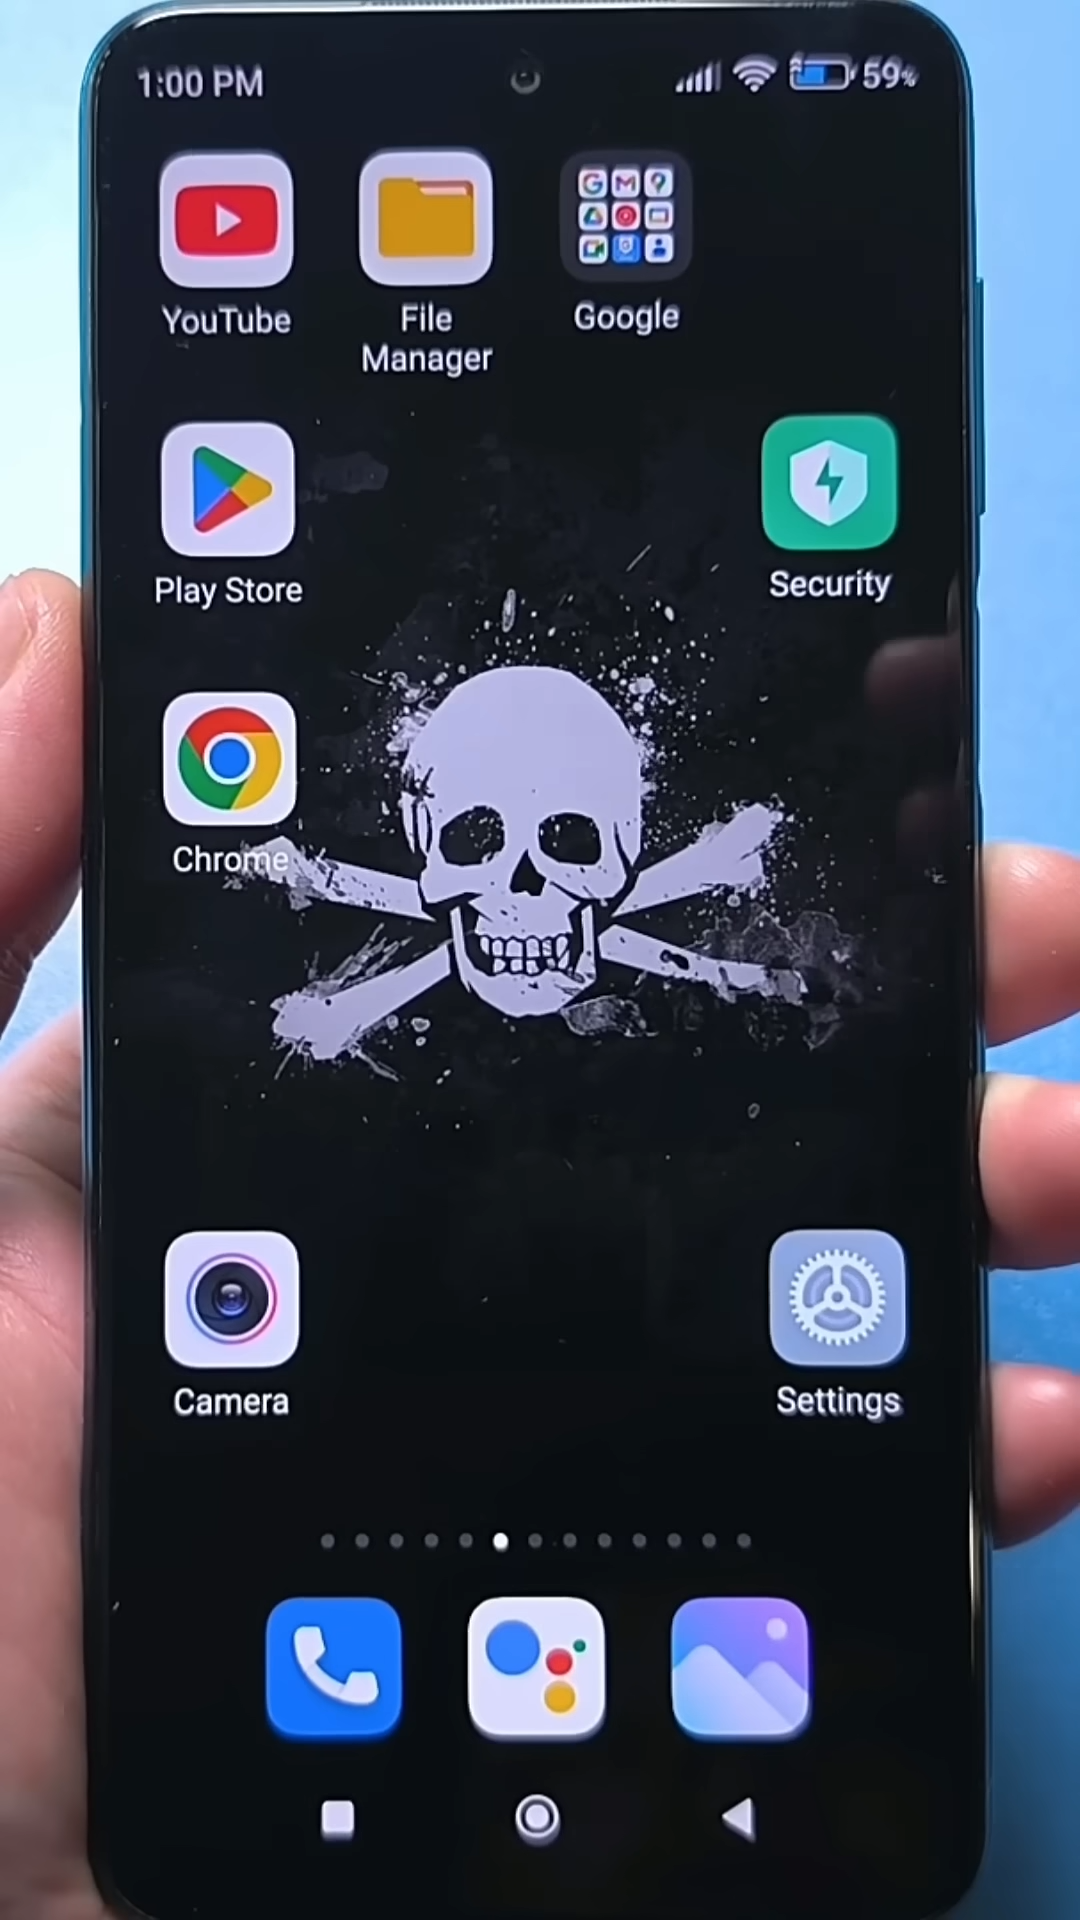 1:00 PM
59%
YouTube
File
Manager
Google
Play Store
Security
Chrome
Camera
Settings